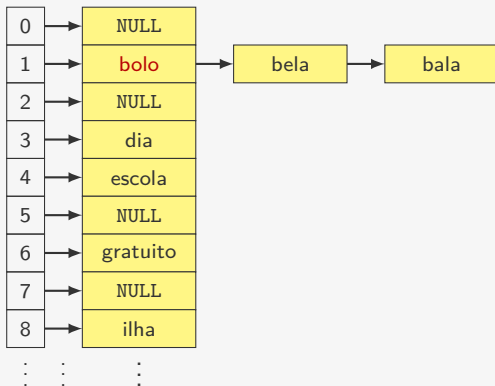 0 NULL
1 bolo bela bala
2 NULL
3 dia
4 escola
5 NULL
6 gratuito
7 NULL
8 ilha